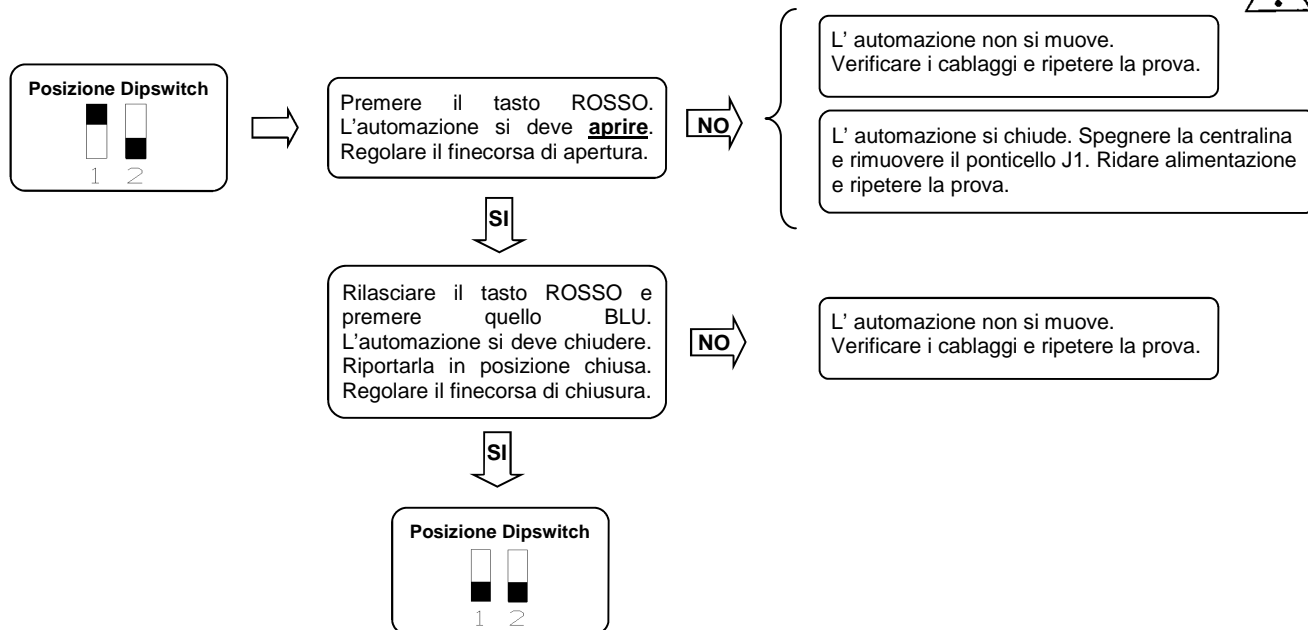 Posizione Dipswitch
1 2
Premere il tasto ROSSO.
L'automazione si deve aprire.
Regolare il finecorsa di apertura.
NO
L' automazione non si muove.
Verificare i cablaggi e ripetere la prova.
L' automazione si chiude. Spegnere la centralina
e rimuovere il ponticello J1. Ridare alimentazione
e ripetere la prova.
SI
Rilasciare il tasto ROSSO e
premere quello BLU.
L'automazione si deve chiudere.
Riportarla in posizione chiusa.
Regolare il finecorsa di chiusura.
NO
L' automazione non si muove.
Verificare i cablaggi e ripetere la prova.
SI
Posizione Dipswitch
1 2